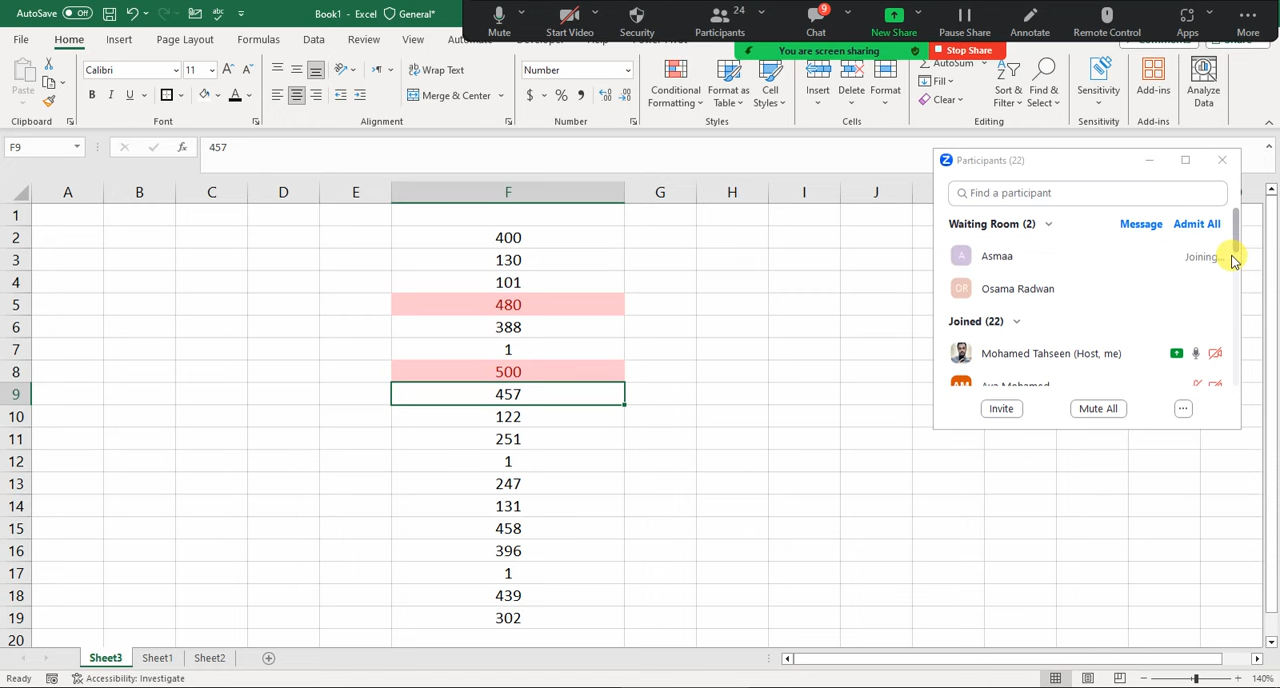 AutoSave Off Book1 - Excel General*
Mute Start Video Security Participants 24 Chat 9 New Share Pause Share Annotate Remote Control Apps More
You are screen sharing Stop Share
File Home Insert Page Layout Formulas Data Review View Comments
Paste Calibri 11 B I U Wrap Text Merge & Center Number $ % Conditional Formatting Format as Table Cell Styles Insert Delete Format AutoSum Fill Clear Sort & Filter Find & Select Sensitivity Add-ins Analyze Data
Clipboard Font Alignment Number Styles Cells Editing Sensitivity Add-ins
F9 fx 457
A B C D E F G H I J
1
2 400
3 130
4 101
5 480
6 388
7 1
8 500
9 457
10 122
11 251
12 1
13 247
14 131
15 458
16 396
17 1
18 439
19 302
20
Z Participants (22)
Find a participant
Waiting Room (2) Message Admit All
A Asmaa Joining...
OR Osama Radwan
Joined (22)
Mohamed Tahseen (Host, me)
AM Aya Mohamed
Invite Mute All ...
Sheet3 Sheet1 Sheet2
Ready Accessibility: Investigate 140%